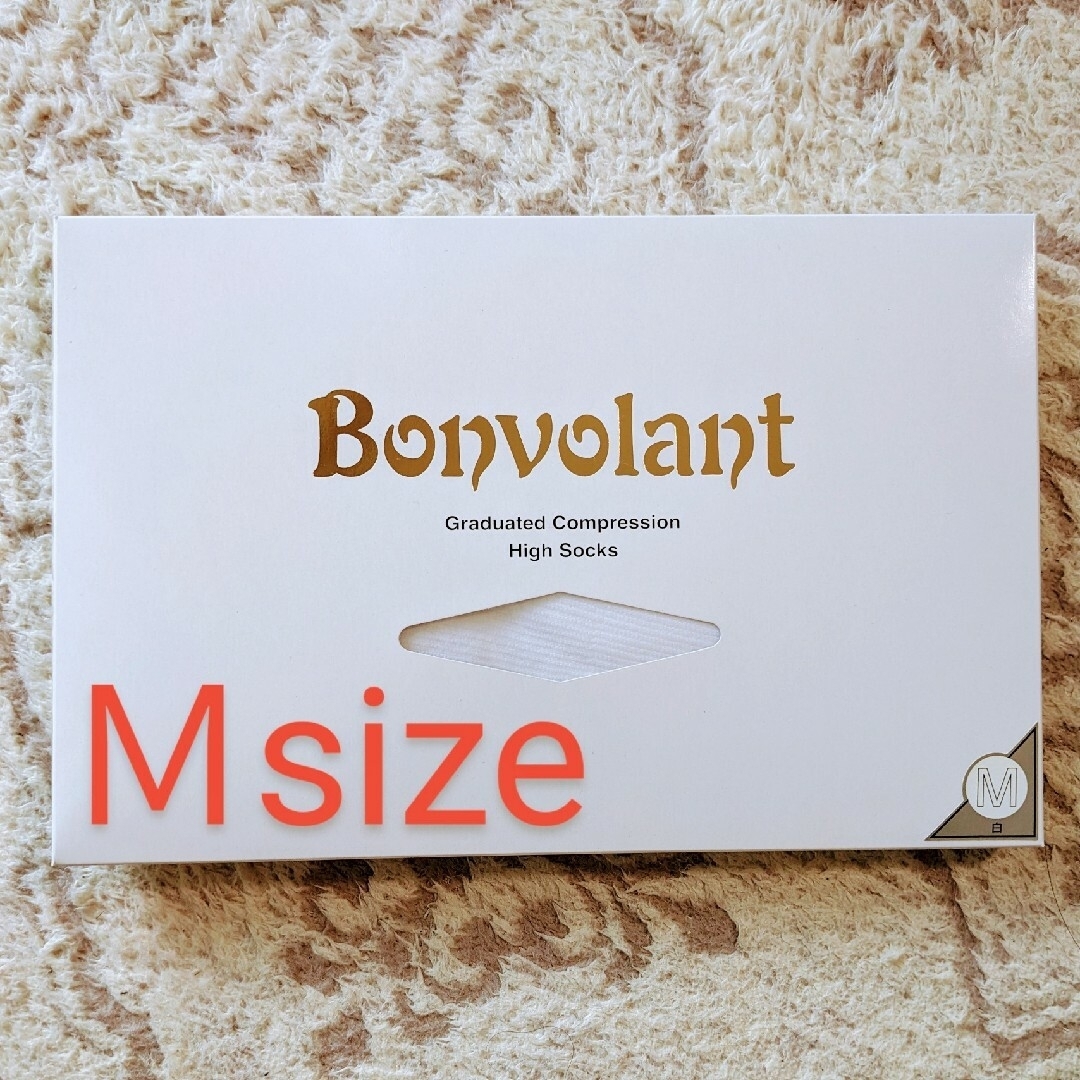 Bonvolant
Graduated Compression
High Socks
M size
M
白